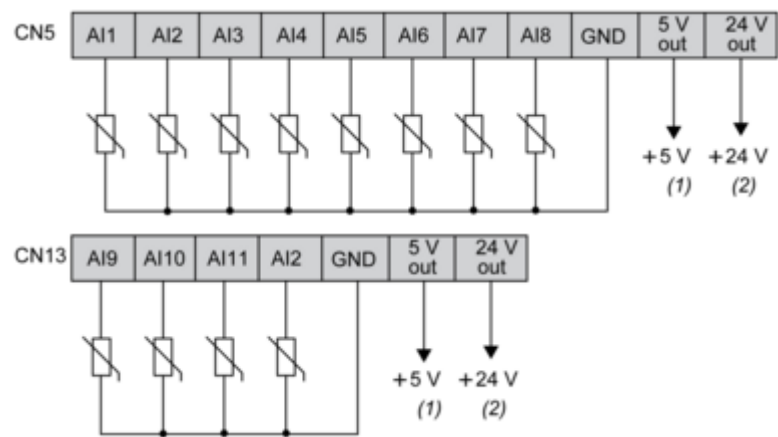 CN5 AI1 AI2 AI3 AI4 AI5 AI6 AI7 AI8 GND 5 V out 24 V out
+5 V +24 V
(1) (2)
CN13 AI9 AI10 AI11 AI2 GND 5 V out 24 V out
+5 V +24 V
(1) (2)